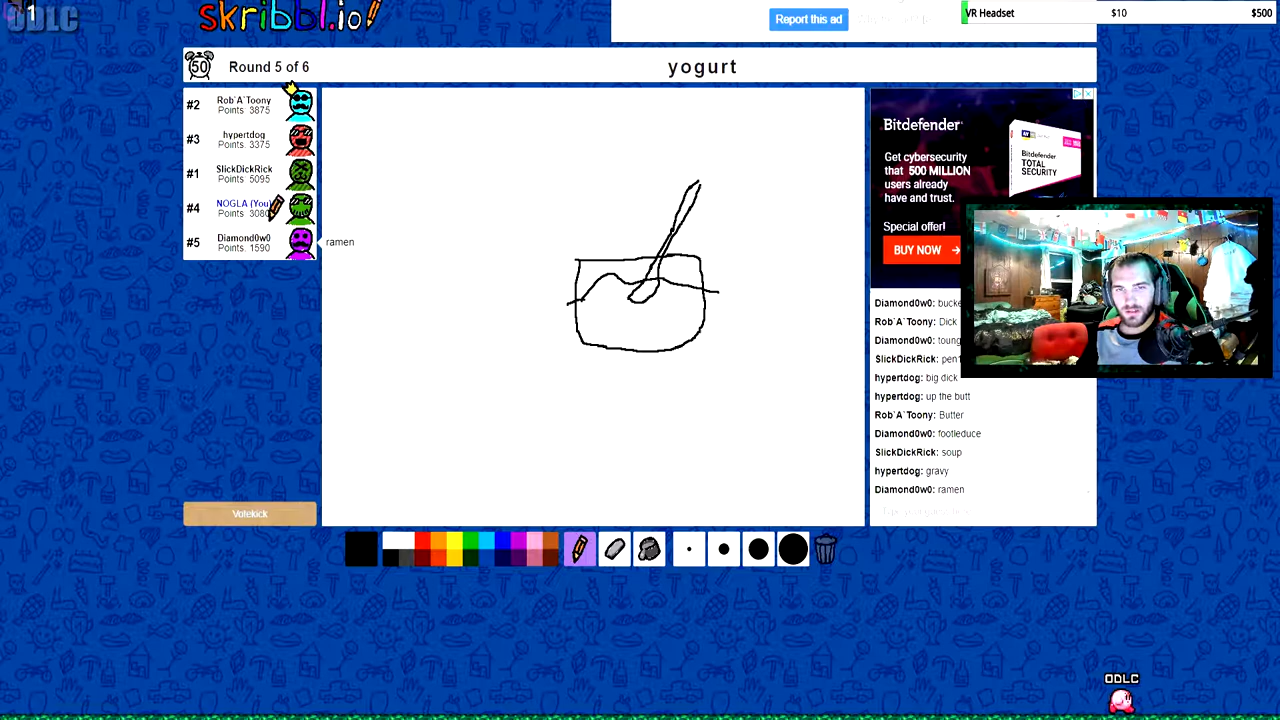 ODLC
1
skribbl.io
Report this ad
VR Headset $10 $500
50
Round 5 of 6
yogurt
#2 Rob`A`Toony
Points: 3875
#3 hypertdog
Points: 3375
#1 SlickDickRick
Points: 5095
#4 NOGLA (You)
Points: 3080
#5 Diamond0w0
Points: 1590
ramen
Votekick
Bitdefender
Get cybersecurity
that 500 MILLION
users already
have and trust.
Special offer!
BUY NOW →
Bitdefender
TOTAL
SECURITY
Diamond0w0: bucke
Rob`A`Toony: Dick
Diamond0w0: toung
SlickDickRick:
hypertdog: big dick
hypertdog: up the butt
Rob`A`Toony: Butter
Diamond0w0: footleduce
SlickDickRick: soup
hypertdog: gravy
Diamond0w0: ramen
ODLC